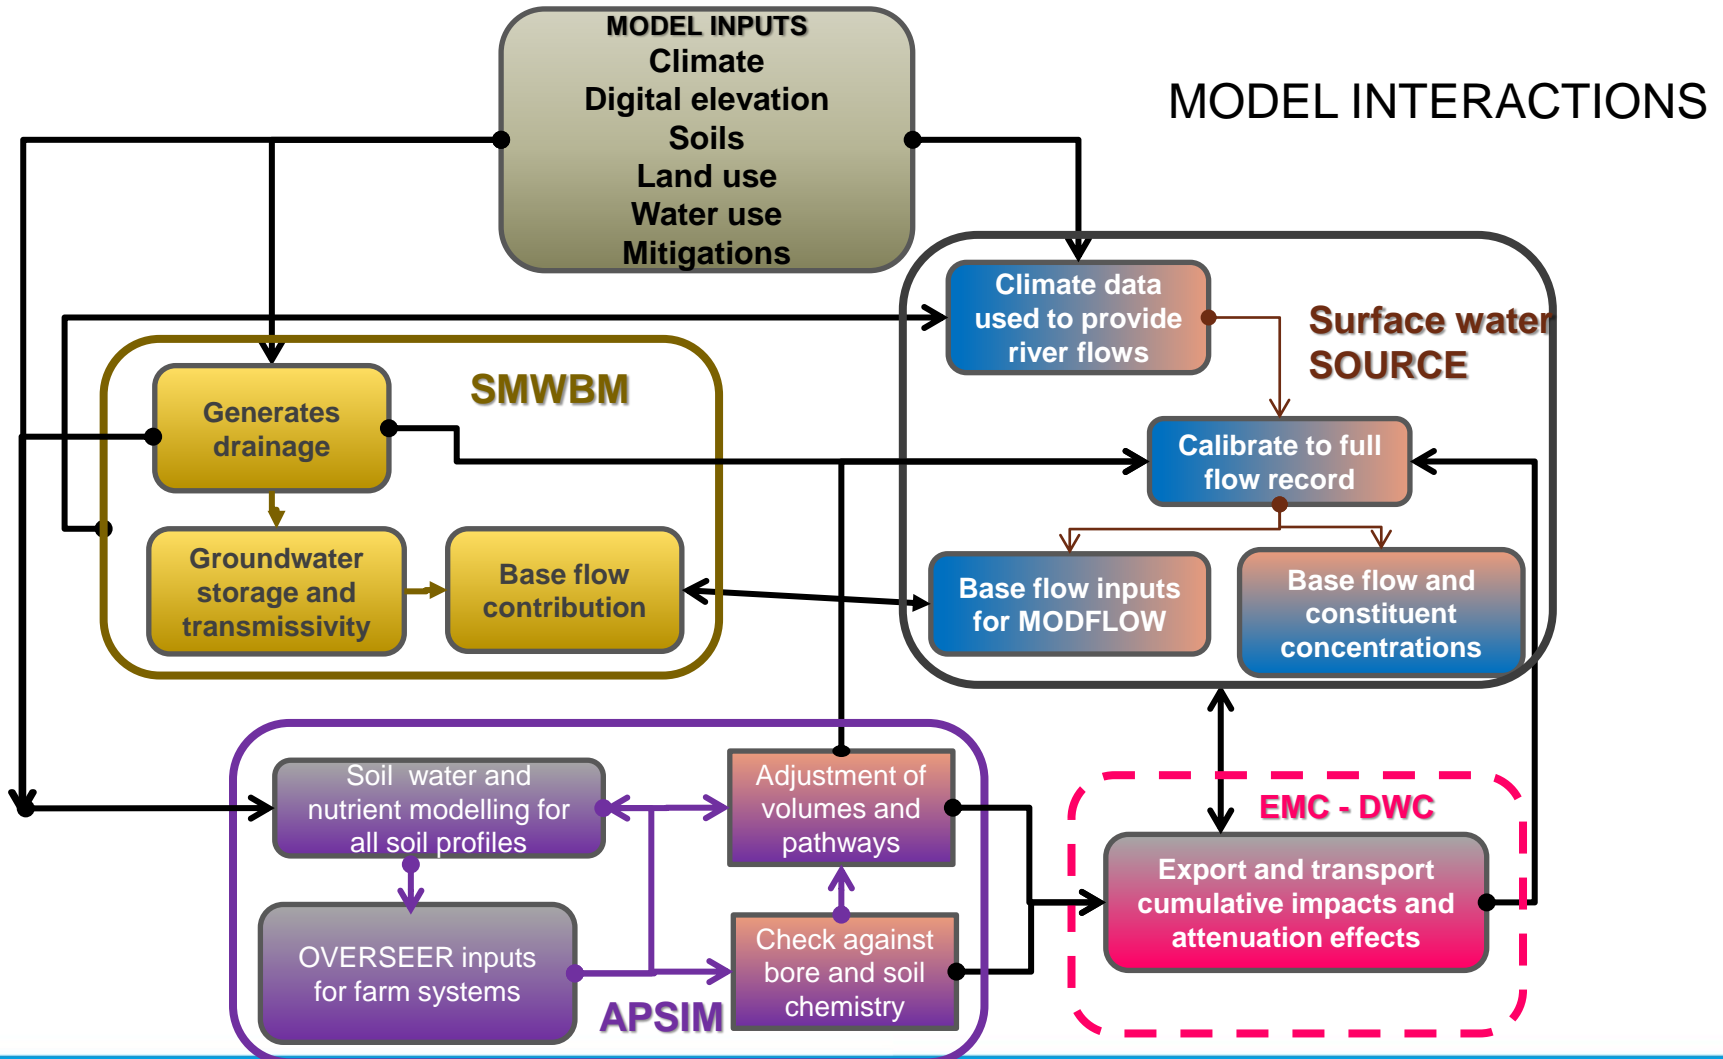 MODEL INPUTS
Climate
Digital elevation
Soils
Land use
Water use
Mitigations
MODEL INTERACTIONS
Climate data
used to provide
river flows
Surface water
SOURCE
SMWBM
Generates
drainage
Calibrate to full
flow record
Groundwater
storage and
transmissivity
Base flow
contribution
Base flow inputs
for MODFLOW
Base flow and
constituent
concentrations
Soil water and
nutrient modelling for
all soil profiles
Adjustment of
volumes and
pathways
EMC - DWC
Export and transport
cumulative impacts and
attenuation effects
OVERSEER inputs
for farm systems
Check against
bore and soil
chemistry
APSIM